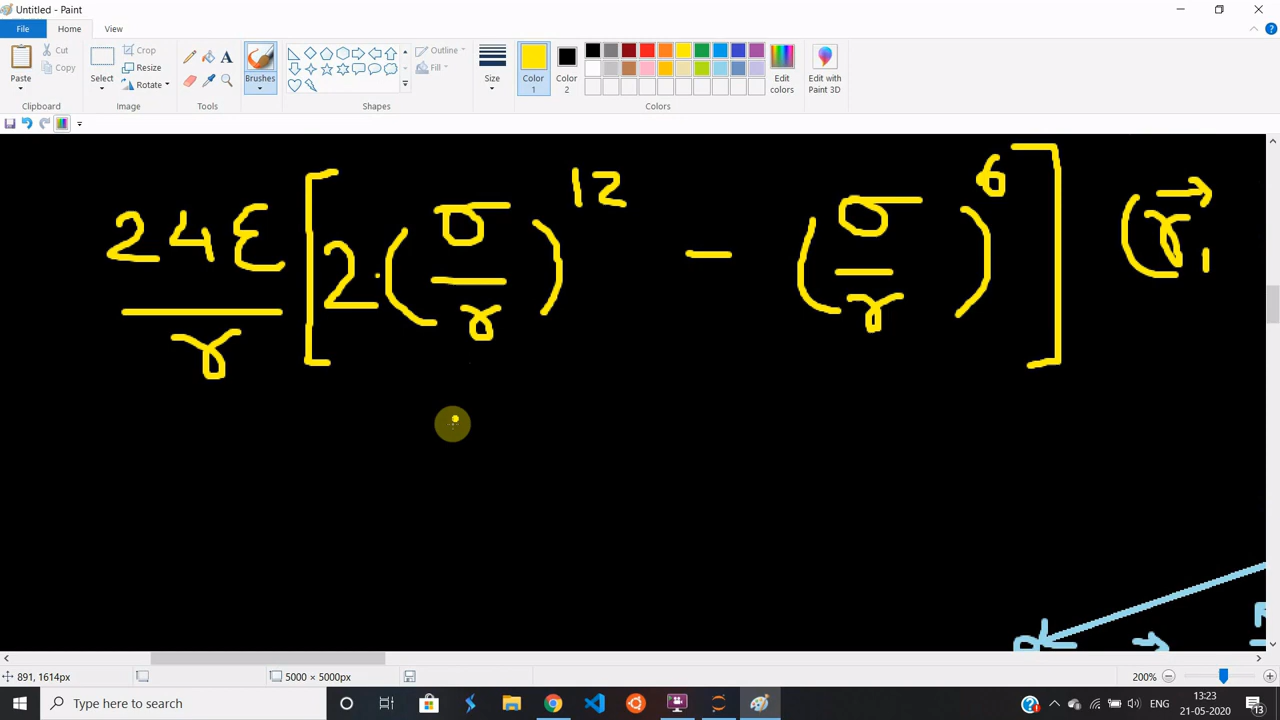 Untitled - Paint
File Home View
Paste
Cut
Copy
Clipboard
Select
Crop
Resize
Rotate
Image
Tools
Brushes
Shapes
Outline
Fill
Size
Color 1
Color 2
Colors
Edit colors
Edit with Paint 3D
24ε/r [2·(σ/r)^12 - (σ/r)^6] (r⃗₁
891, 1614px
5000 × 5000px
200%
Type here to search
ENG
13:23
21-05-2020
13